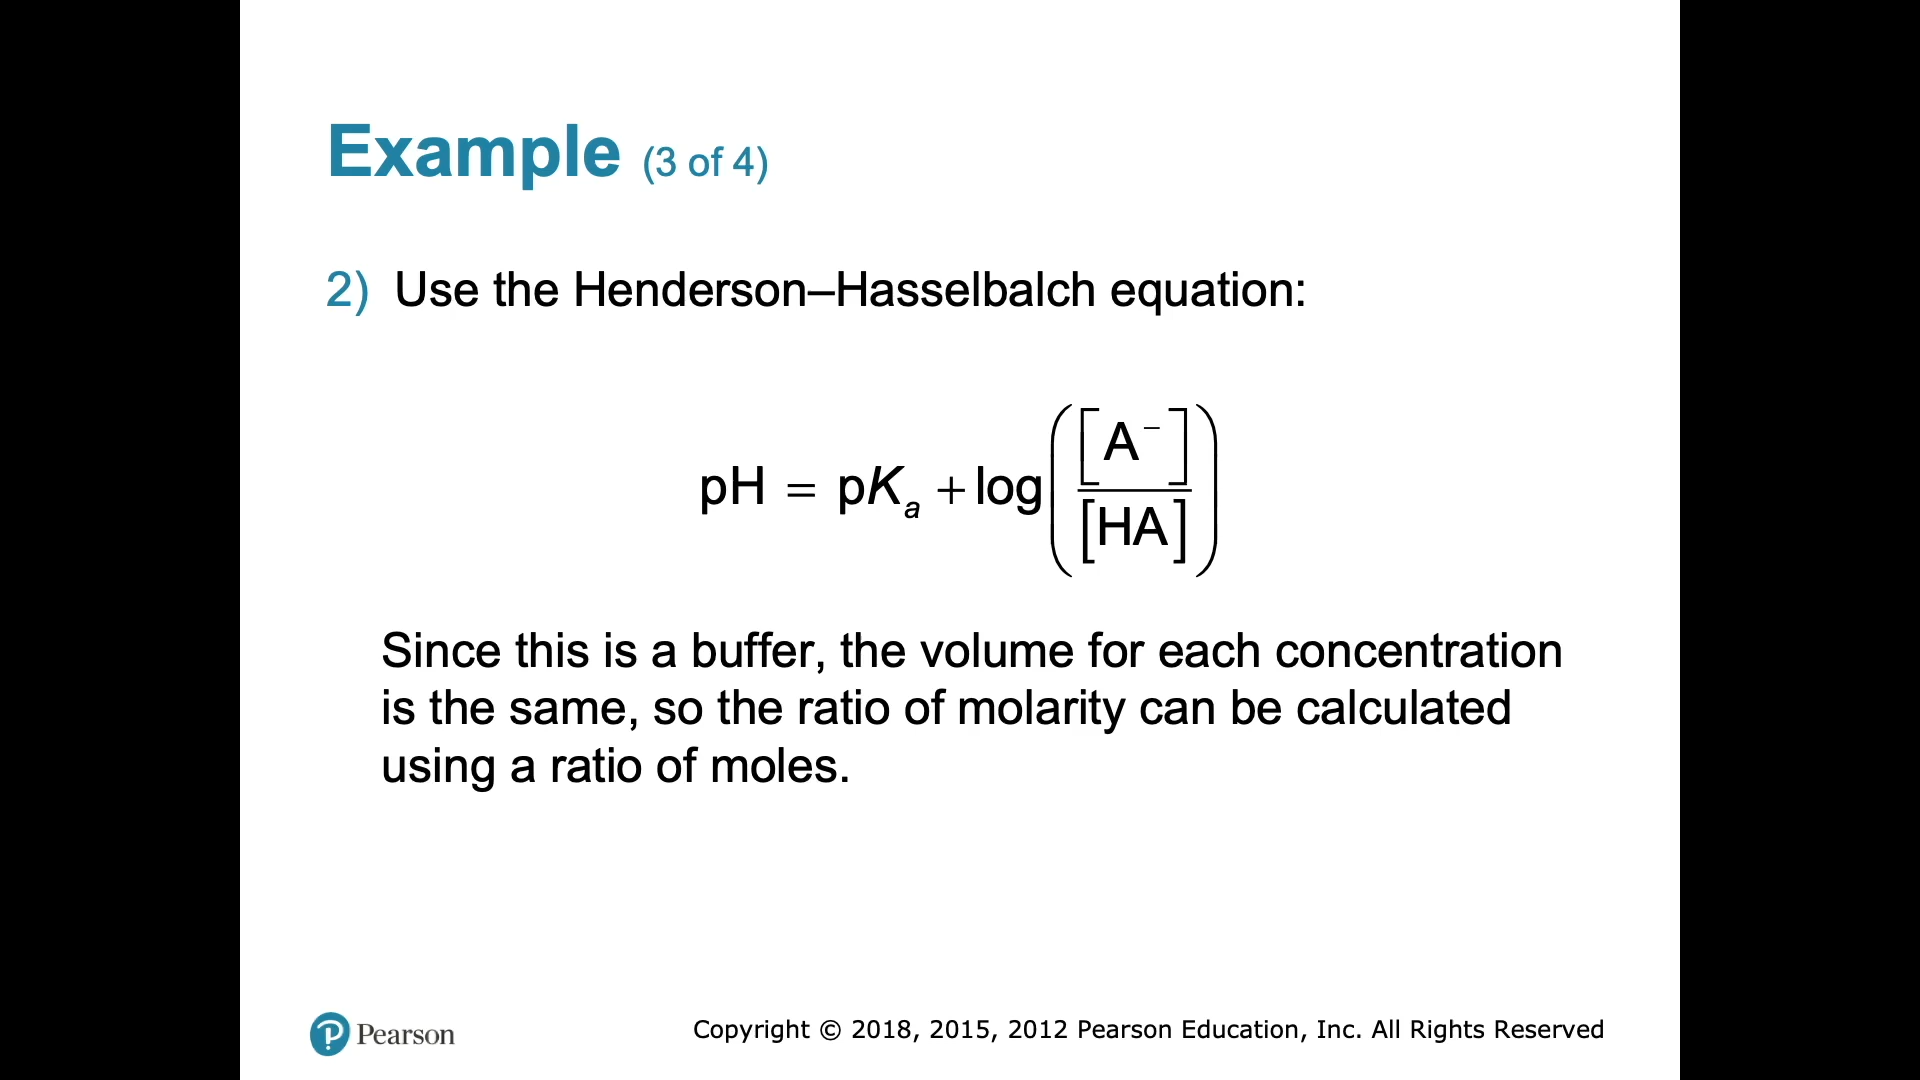 Example (3 of 4)
2) Use the Henderson–Hasselbalch equation:
pH = pKₐ + log([A⁻]/[HA])
Since this is a buffer, the volume for each concentration
is the same, so the ratio of molarity can be calculated
using a ratio of moles.
Pearson
Copyright © 2018, 2015, 2012 Pearson Education, Inc. All Rights Reserved